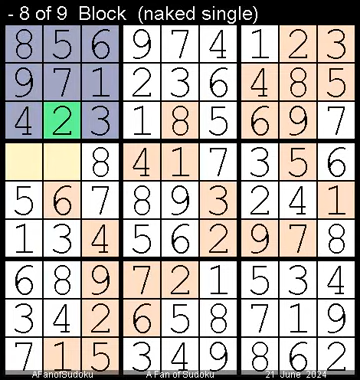 - 8 of 9 Block (naked single)
8 5 6 9 7 4 1 2 3
9 7 1 2 3 6 4 8 5
4 2 3 1 8 5 6 9 7
8 4 1 7 3 5 6
5 6 7 8 9 3 2 4 1
1 3 4 5 6 2 9 7 8
6 8 9 7 2 1 5 3 4
3 4 2 6 5 8 7 1 9
7 1 5 3 4 9 8 6 2
AFanofSudoku A Fan of Sudoku 21 June 2024